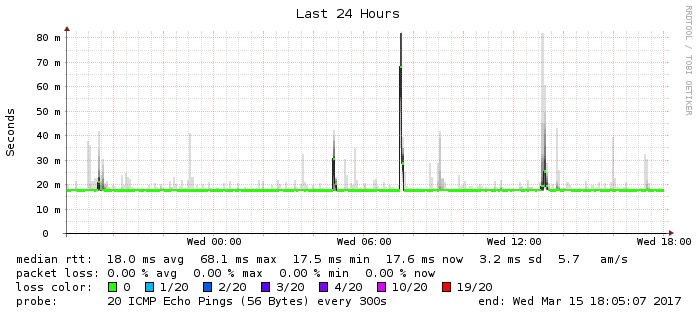 Last 24 Hours
RRDTOOL / TOBI OETIKER
Seconds
80 m
70 m
60 m
50 m
40 m
30 m
20 m
10 m
0
Wed 00:00 Wed 06:00 Wed 12:00 Wed 18:00
median rtt: 18.0 ms avg 68.1 ms max 17.5 ms min 17.6 ms now 3.2 ms sd 5.7 am/s
packet loss: 0.00 % avg 0.00 % max 0.00 % min 0.00 % now
loss color: 0 1/20 2/20 3/20 4/20 10/20 19/20
probe: 20 ICMP Echo Pings (56 Bytes) every 300s end: Wed Mar 15 18:05:07 2017